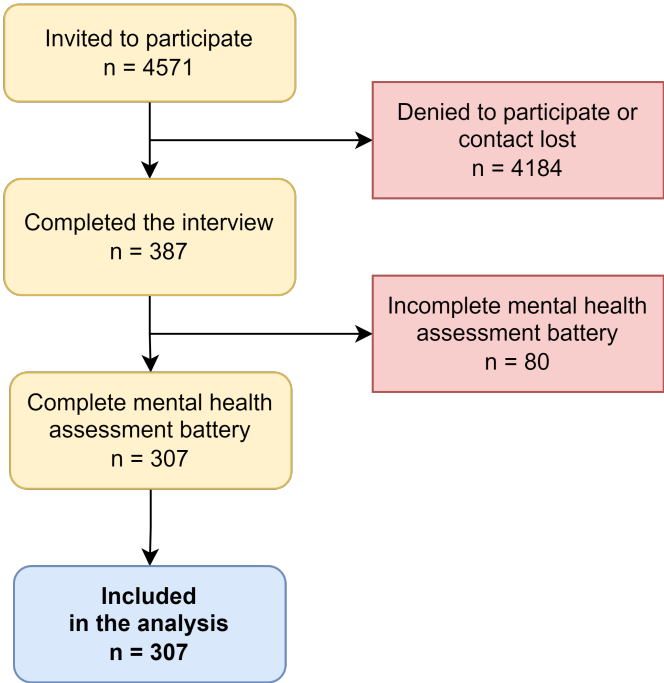 Invited to participate
n = 4571
Denied to participate or
contact lost
n = 4184
Completed the interview
n = 387
Incomplete mental health
assessment battery
n = 80
Complete mental health
assessment battery
n = 307
Included
in the analysis
n = 307